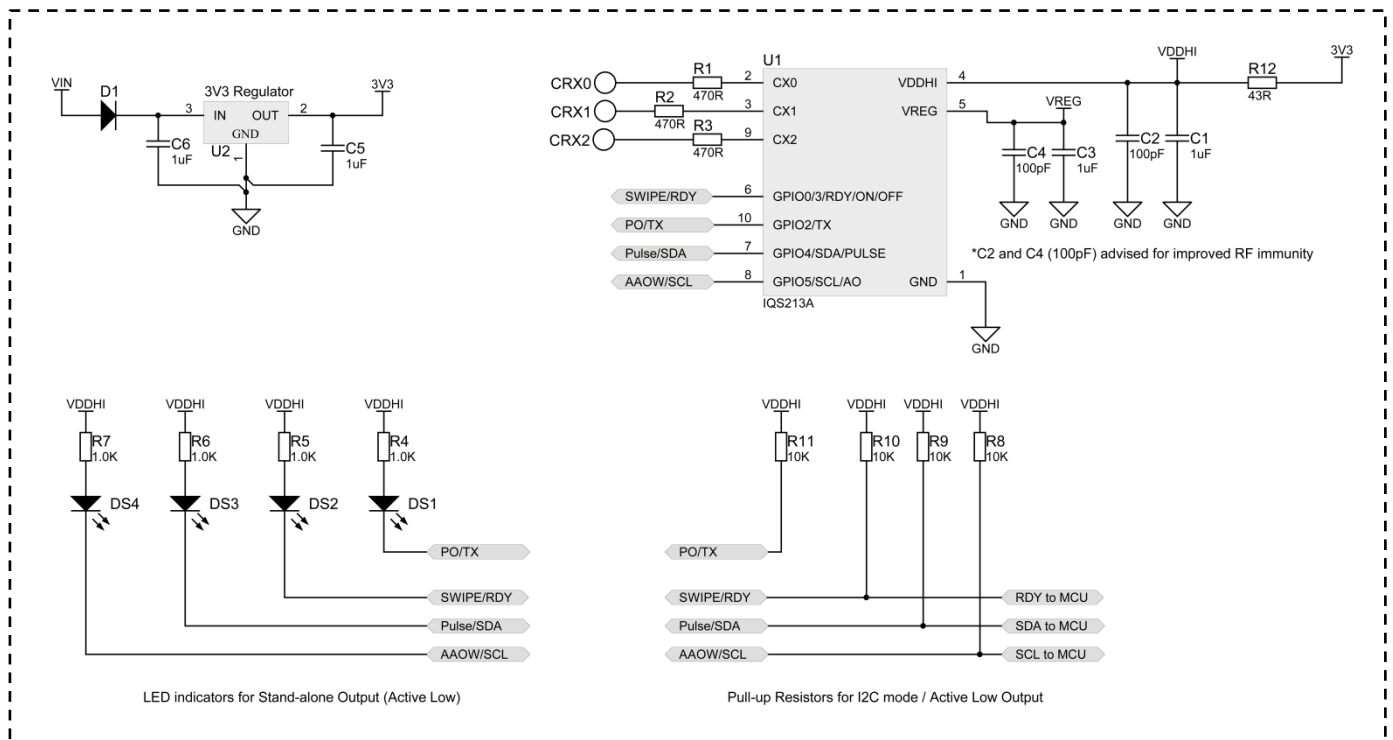 VIN
D1
3V3 Regulator
3
IN
OUT
2
3V3
GND
U2
1
C6
1uF
C5
1uF
GND
U1
CRX0
R1
470R
2
CX0
CRX1
R2
470R
3
CX1
CRX2
R3
470R
9
CX2
VDDHI
4
VREG
5
VDDHI
R12
43R
3V3
VREG
C4
100pF
C3
1uF
C2
100pF
C1
1uF
GND
GND
GND
GND
SWIPE/RDY
6
GPIO0/3/RDY/ON/OFF
PO/TX
10
GPIO2/TX
Pulse/SDA
7
GPIO4/SDA/PULSE
AAOW/SCL
8
GPIO5/SCL/AO
GND
1
IQS213A
*C2 and C4 (100pF) advised for improved RF immunity
GND
VDDHI
VDDHI
VDDHI
VDDHI
R7
1.0K
R6
1.0K
R5
1.0K
R4
1.0K
DS4
DS3
DS2
DS1
PO/TX
SWIPE/RDY
Pulse/SDA
AAOW/SCL
LED indicators for Stand-alone Output (Active Low)
VDDHI
VDDHI
VDDHI
VDDHI
R11
10K
R10
10K
R9
10K
R8
10K
PO/TX
SWIPE/RDY
RDY to MCU
Pulse/SDA
SDA to MCU
AAOW/SCL
SCL to MCU
Pull-up Resistors for I2C mode / Active Low Output